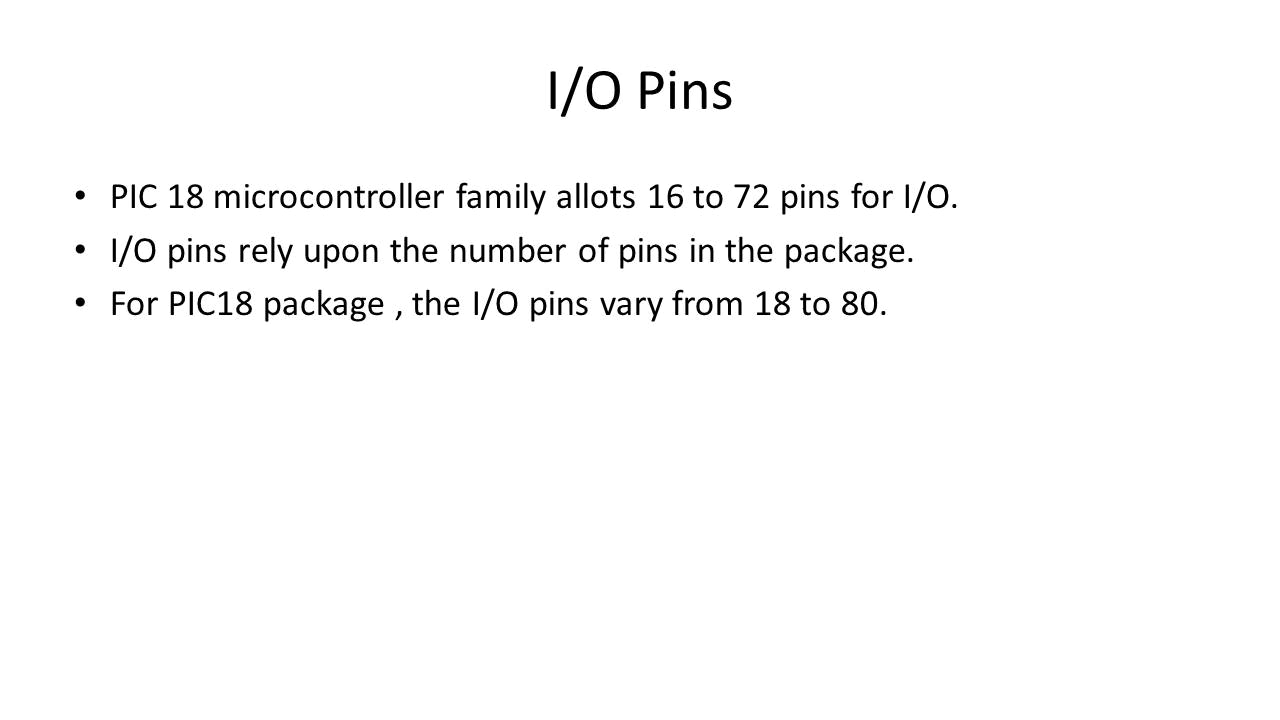 I/O Pins
• PIC 18 microcontroller family allots 16 to 72 pins for I/O.
• I/O pins rely upon the number of pins in the package.
• For PIC18 package , the I/O pins vary from 18 to 80.